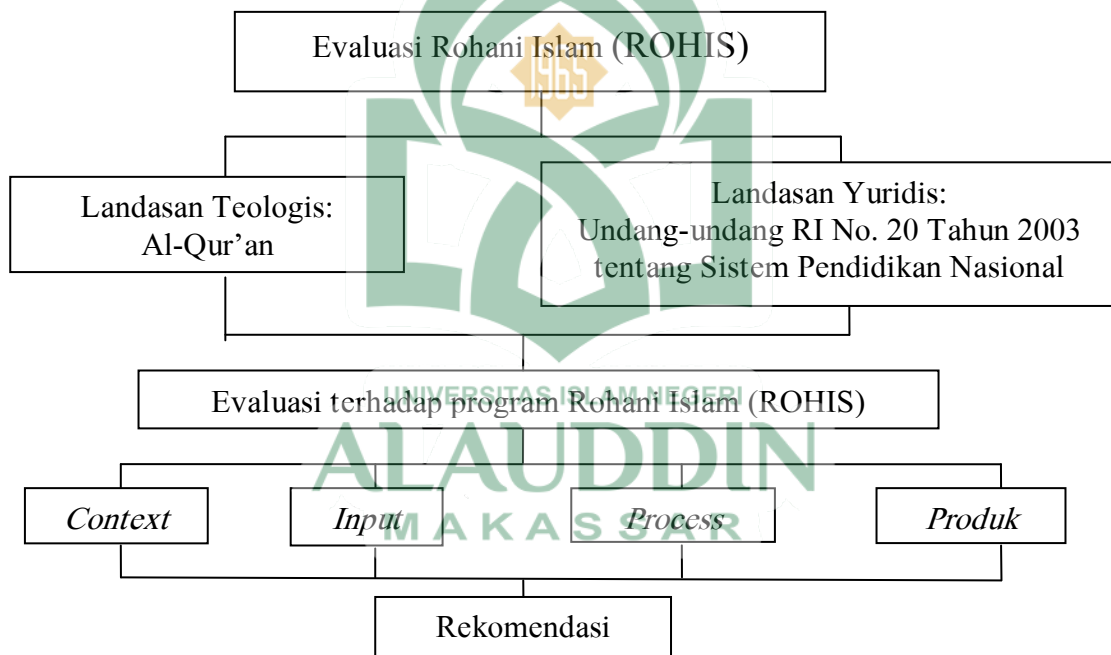 Evaluasi Rohani Islam (ROHIS)
1965
Landasan Teologis:
Al-Qur'an
Landasan Yuridis:
Undang-undang RI No. 20 Tahun 2003
tentang Sistem Pendidikan Nasional
UNIVERSITAS ISLAM NEGERI
Evaluasi terhadap program Rohani Islam (ROHIS)
ALAUDDIN
Context
Input
Process
Produk
MAKASSAR
Rekomendasi